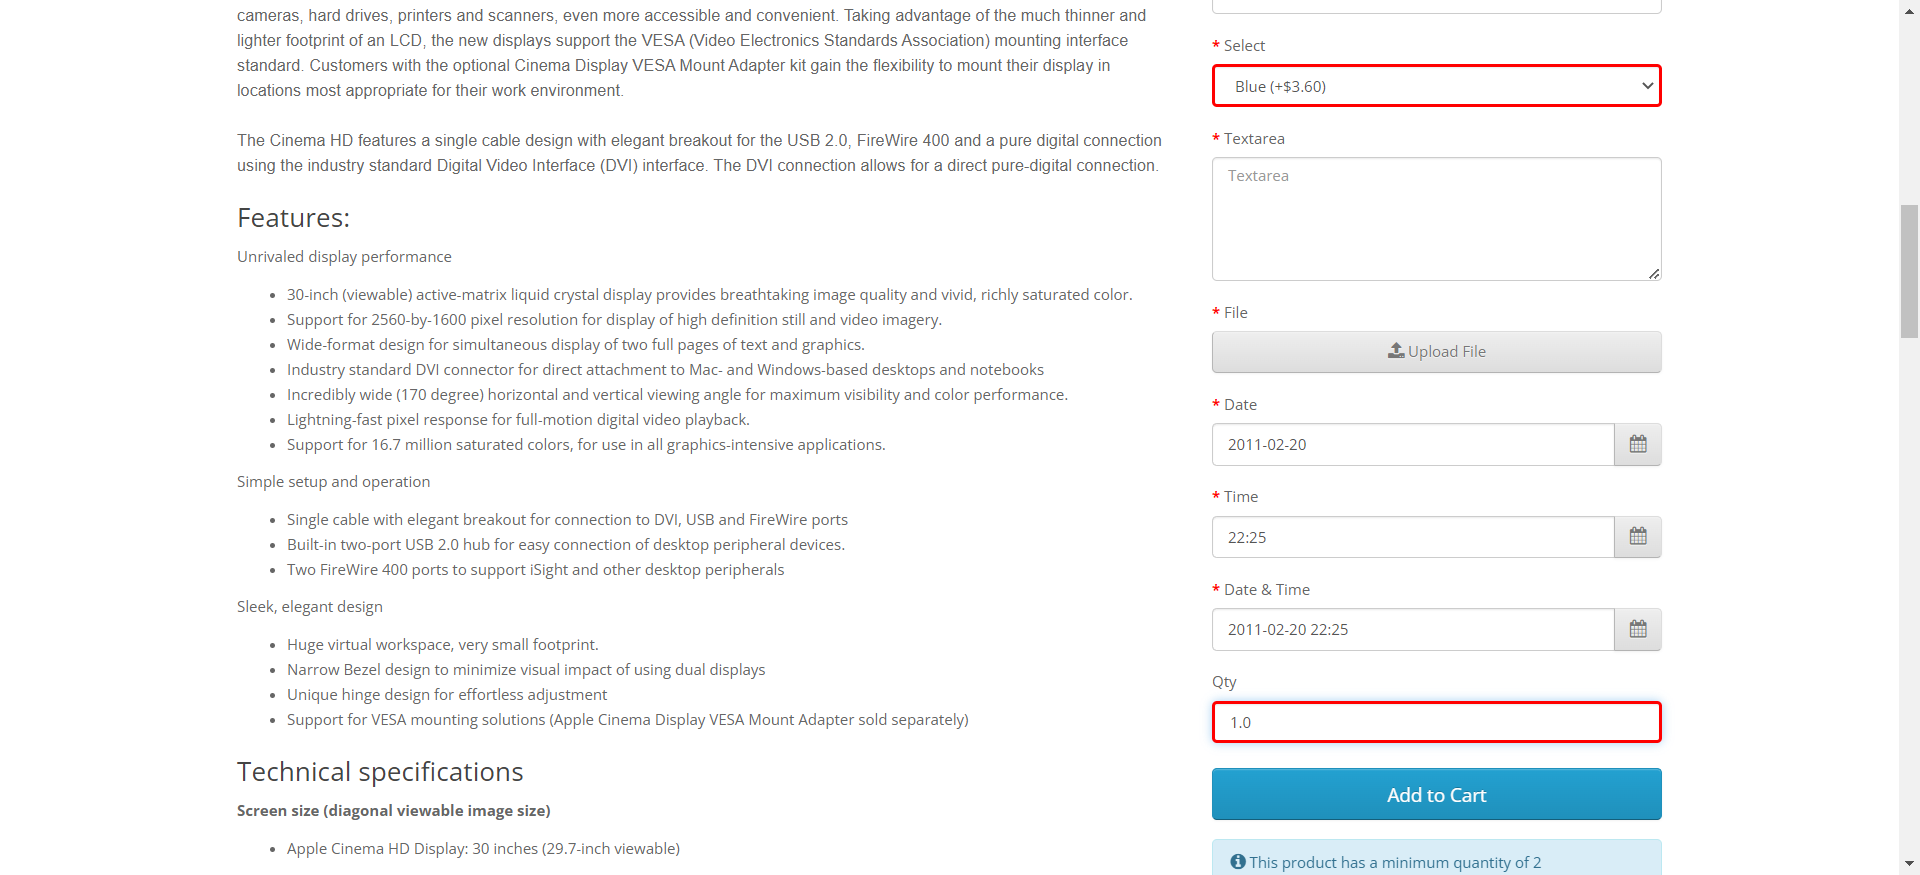 cameras, hard drives, printers and scanners, even more accessible and convenient. Taking advantage of the much thinner and
lighter footprint of an LCD, the new displays support the VESA (Video Electronics Standards Association) mounting interface
standard. Customers with the optional Cinema Display VESA Mount Adapter kit gain the flexibility to mount their display in
locations most appropriate for their work environment.
The Cinema HD features a single cable design with elegant breakout for the USB 2.0, FireWire 400 and a pure digital connection
using the industry standard Digital Video Interface (DVI) interface. The DVI connection allows for a direct pure-digital connection.
Features:
Unrivaled display performance
• 30-inch (viewable) active-matrix liquid crystal display provides breathtaking image quality and vivid, richly saturated color.
• Support for 2560-by-1600 pixel resolution for display of high definition still and video imagery.
• Wide-format design for simultaneous display of two full pages of text and graphics.
• Industry standard DVI connector for direct attachment to Mac- and Windows-based desktops and notebooks
• Incredibly wide (170 degree) horizontal and vertical viewing angle for maximum visibility and color performance.
• Lightning-fast pixel response for full-motion digital video playback.
• Support for 16.7 million saturated colors, for use in all graphics-intensive applications.
Simple setup and operation
• Single cable with elegant breakout for connection to DVI, USB and FireWire ports
• Built-in two-port USB 2.0 hub for easy connection of desktop peripheral devices.
• Two FireWire 400 ports to support iSight and other desktop peripherals
Sleek, elegant design
• Huge virtual workspace, very small footprint.
• Narrow Bezel design to minimize visual impact of using dual displays
• Unique hinge design for effortless adjustment
• Support for VESA mounting solutions (Apple Cinema Display VESA Mount Adapter sold separately)
Technical specifications
Screen size (diagonal viewable image size)
• Apple Cinema HD Display: 30 inches (29.7-inch viewable)
* Select
Blue (+$3.60)
* Textarea
Textarea
* File
Upload File
* Date
2011-02-20
* Time
22:25
* Date & Time
2011-02-20 22:25
Qty
1.0
Add to Cart
This product has a minimum quantity of 2